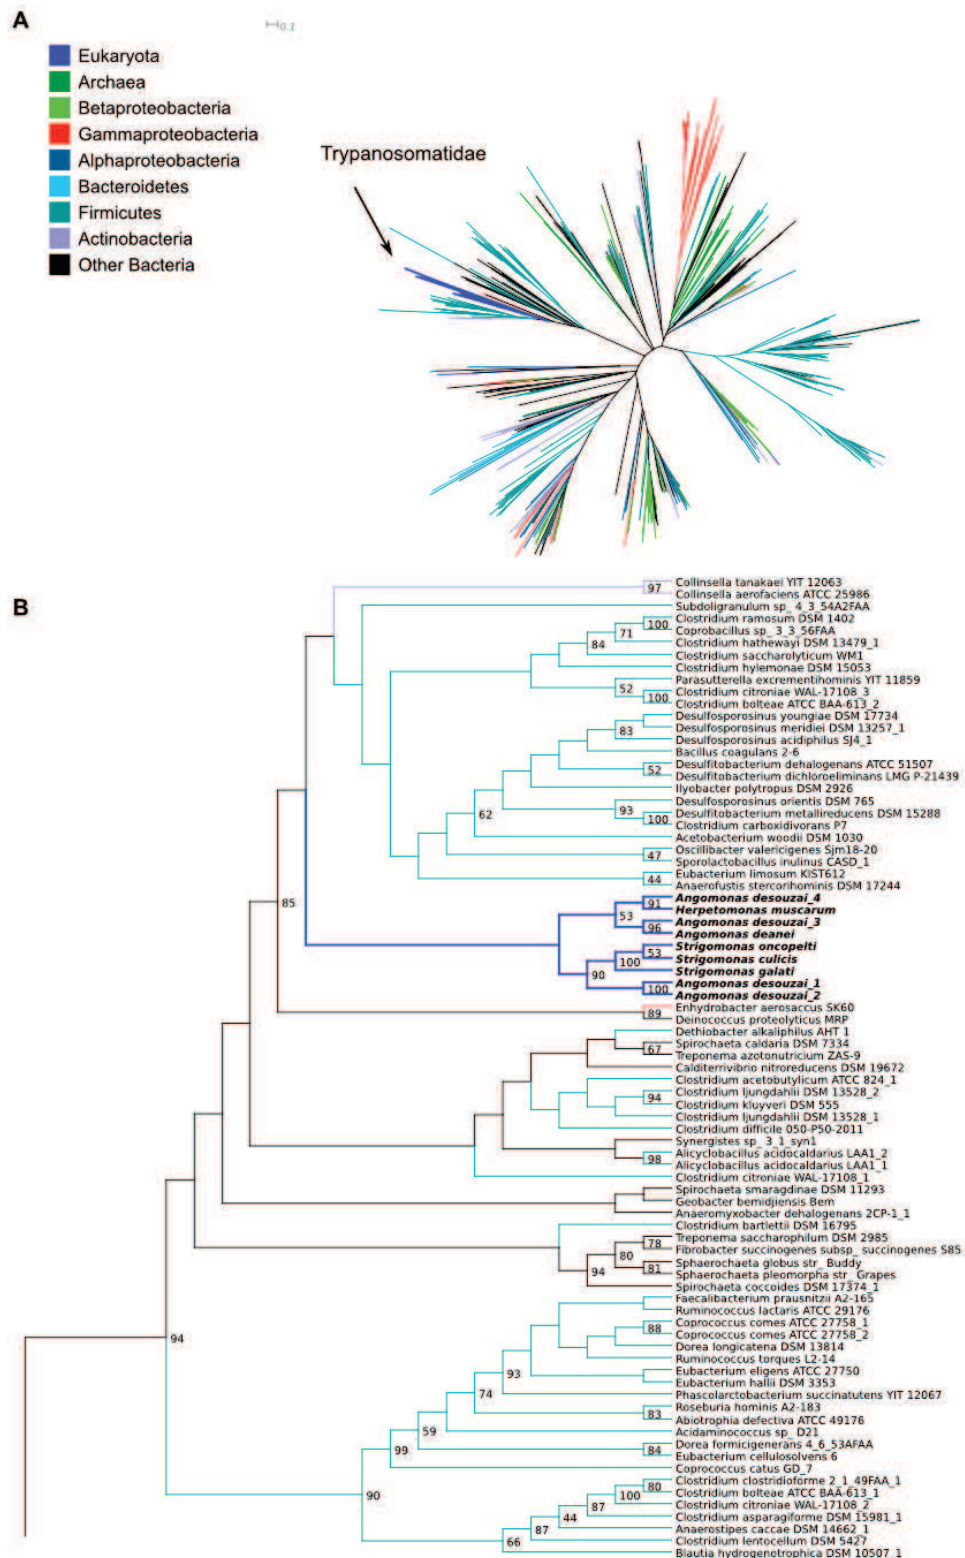 A
0.1
Eukaryota
Archaea
Betaproteobacteria
Gammaproteobacteria
Alphaproteobacteria
Bacteroidetes
Firmicutes
Actinobacteria
Other Bacteria
Trypanosomatidae
B
97
Collinsella tanakaei YIT 12063
Collinsella aerofaciens ATCC 25986
Subdoligranulum sp_ 4_3_54A2FAA
100
Clostridium ramosum DSM 1402
71
Coprobacillus sp_ 3_3_56FAA
84
Clostridium hathewayi DSM 13479_1
Clostridium saccharolyticum WM1
Clostridium hylemonae DSM 15053
Parasutterella excrementihominis YIT 11859
52
Clostridium citroniae WAL-17108_3
100
Clostridium bolteae ATCC BAA-613_2
Desulfosporosinus youngiae DSM 17734
83
Desulfosporosinus meridiei DSM 13257_1
Desulfosporosinus acidiphilus SJ4_1
Bacillus coagulans 2-6
52
Desulfitobacterium dehalogenans ATCC 51507
Desulfitobacterium dichloroeliminans LMG P-21439
Ilyobacter polytropus DSM 2926
62
Desulfosporosinus orientis DSM 765
93
Desulfitobacterium metallireducens DSM 15288
100
Clostridium carboxidivorans P7
Acetobacterium woodii DSM 1030
47
Oscillibacter valericigenes Sjm18-20
Sporolactobacillus inulinus CASD_1
44
Eubacterium limosum KIST612
Anaerofustis stercorihominis DSM 17244
85
91
Angomonas desouzai_4
53
Herpetomonas muscarum
96
Angomonas desouzai_3
Angomonas deanei
53
Strigomonas oncopelti
100
Strigomonas culicis
90
Strigomonas galati
100
Angomonas desouzai_1
Angomonas desouzai_2
89
Enhydrobacter aerosaccus SK60
Deinococcus proteolyticus MRP
Dethiobacter alkaliphilus AHT 1
67
Spirochaeta caldaria DSM 7334
Treponema azotonutricium ZAS-9
Calditerrivibrio nitroreducens DSM 19672
Clostridium acetobutylicum ATCC 824_1
94
Clostridium ljungdahlii DSM 13528_2
Clostridium kluyveri DSM 555
Clostridium ljungdahlii DSM 13528_1
Clostridium difficile 050-P50-2011
Synergistes sp_ 3_1_syn1
98
Alicyclobacillus acidocaldarius LAA1_2
Alicyclobacillus acidocaldarius LAA1_1
Clostridium citroniae WAL-17108_1
Spirochaeta smaragdinae DSM 11293
Geobacter bemidjiensis Bem
Anaeromyxobacter dehalogenans 2CP-1_1
Clostridium bartlettii DSM 16795
78
Treponema saccharophilum DSM 2985
80
Fibrobacter succinogenes subsp_ succinogenes S85
94
81
Sphaerochaeta globus str_ Buddy
Sphaerochaeta pleomorpha str_ Grapes
Spirochaeta coccoides DSM 17374_1
Faecalibacterium prausnitzii A2-165
Ruminococcus lactaris ATCC 29176
94
88
Coprococcus comes ATCC 27758_1
Coprococcus comes ATCC 27758_2
Dorea longicatena DSM 13814
Ruminococcus torques L2-14
93
Eubacterium eligens ATCC 27750
Eubacterium hallii DSM 3353
74
Phascolarctobacterium succinatutens YIT 12067
83
Roseburia hominis A2-183
Abiotrophia defectiva ATCC 49176
59
Acidaminococcus sp_ D21
99
84
Dorea formicigenerans 4_6_53AFAA
Eubacterium cellulosolvens 6
Coprococcus catus GD_7
90
80
Clostridium clostridioforme 2_1_49FAA_1
100
Clostridium bolteae ATCC BAA-613_1
87
Clostridium citroniae WAL-17108_2
44
Clostridium asparagiforme DSM 15981_1
87
Anaerostipes caccae DSM 14662_1
66
Clostridium lentocellum DSM 5427
Blautia hydrogenotrophica DSM 10507_1